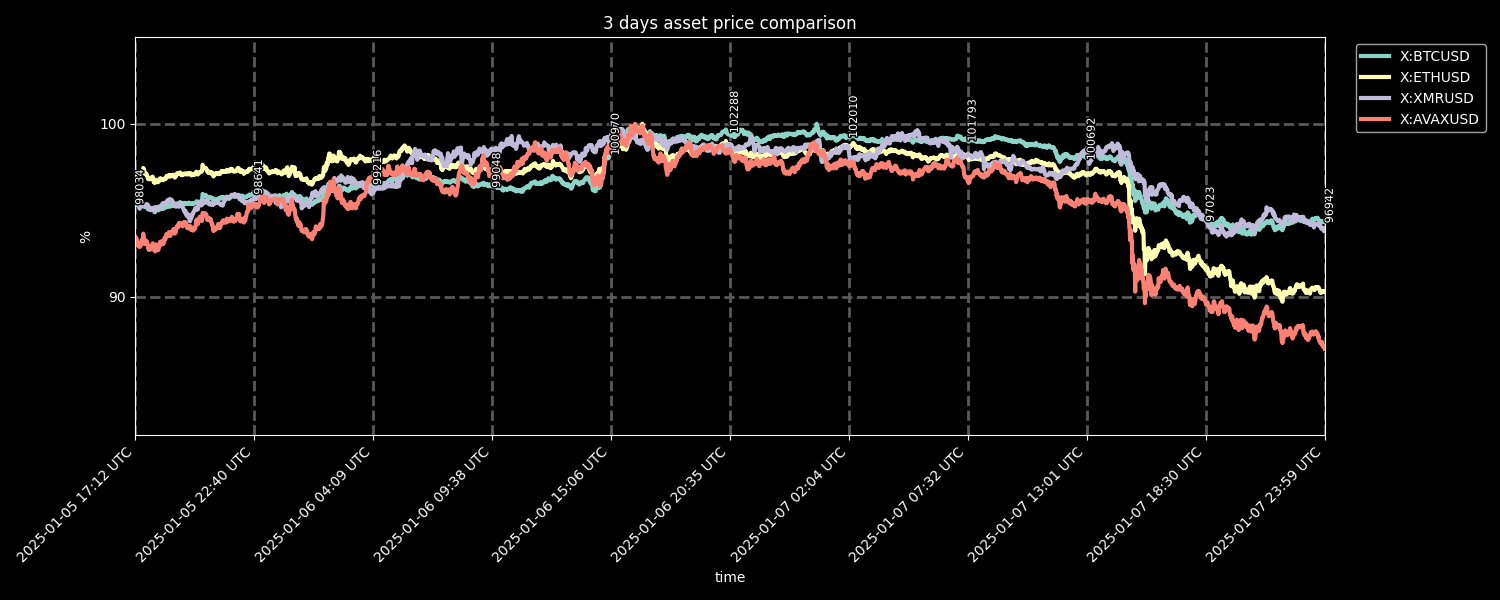 3 days asset price comparison
X:BTCUSD
X:ETHUSD
X:XMRUSD
X:AVAXUSD
100
90
%
98034
98641
99216
99048
100970
102288
102010
101793
100692
97023
96942
2025-01-05 17:12 UTC
2025-01-05 22:40 UTC
2025-01-06 04:09 UTC
2025-01-06 09:38 UTC
2025-01-06 15:06 UTC
2025-01-06 20:35 UTC
2025-01-07 02:04 UTC
2025-01-07 07:32 UTC
2025-01-07 13:01 UTC
2025-01-07 18:30 UTC
2025-01-07 23:59 UTC
time